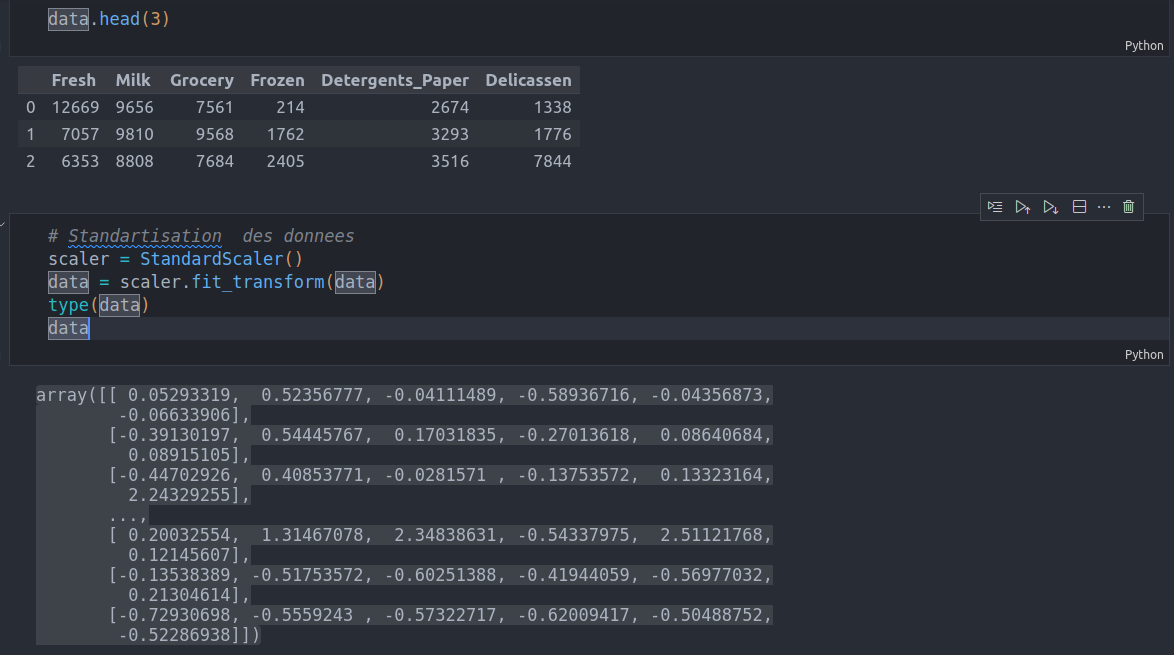 data.head(3)
Python
Fresh Milk Grocery Frozen Detergents_Paper Delicassen
0 12669 9656 7561 214 2674 1338
1 7057 9810 9568 1762 3293 1776
2 6353 8808 7684 2405 3516 7844
# Standartisation  des donnees
scaler = StandardScaler()
data = scaler.fit_transform(data)
type(data)
data
Python
array([[ 0.05293319,  0.52356777, -0.04111489, -0.58936716, -0.04356873,
-0.06633906],
[-0.39130197,  0.54445767,  0.17031835, -0.27013618,  0.08640684,
0.08915105],
[-0.44702926,  0.40853771, -0.0281571 , -0.13753572,  0.13323164,
2.24329255],
...,
[ 0.20032554,  1.31467078,  2.34838631, -0.54337975,  2.51121768,
0.12145607],
[-0.13538389, -0.51753572, -0.60251388, -0.41944059, -0.56977032,
0.21304614],
[-0.72930698, -0.5559243 , -0.57322717, -0.62009417, -0.50488752,
-0.52286938]])